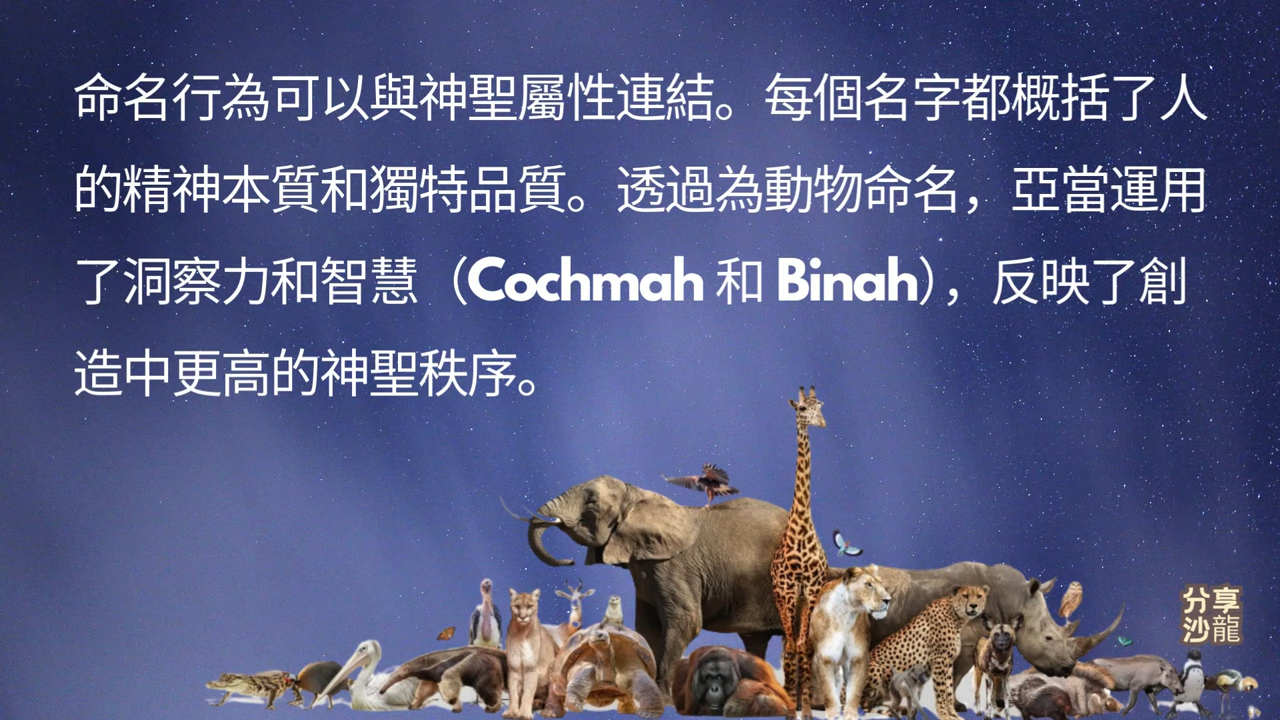 命名行為可以與神聖屬性連結。每個名字都概括了人
的精神本質和獨特品質。透過為動物命名，亞當運用
了洞察力和智慧（Cochmah 和 Binah），反映了創
造中更高的神聖秩序。
分享
沙龍